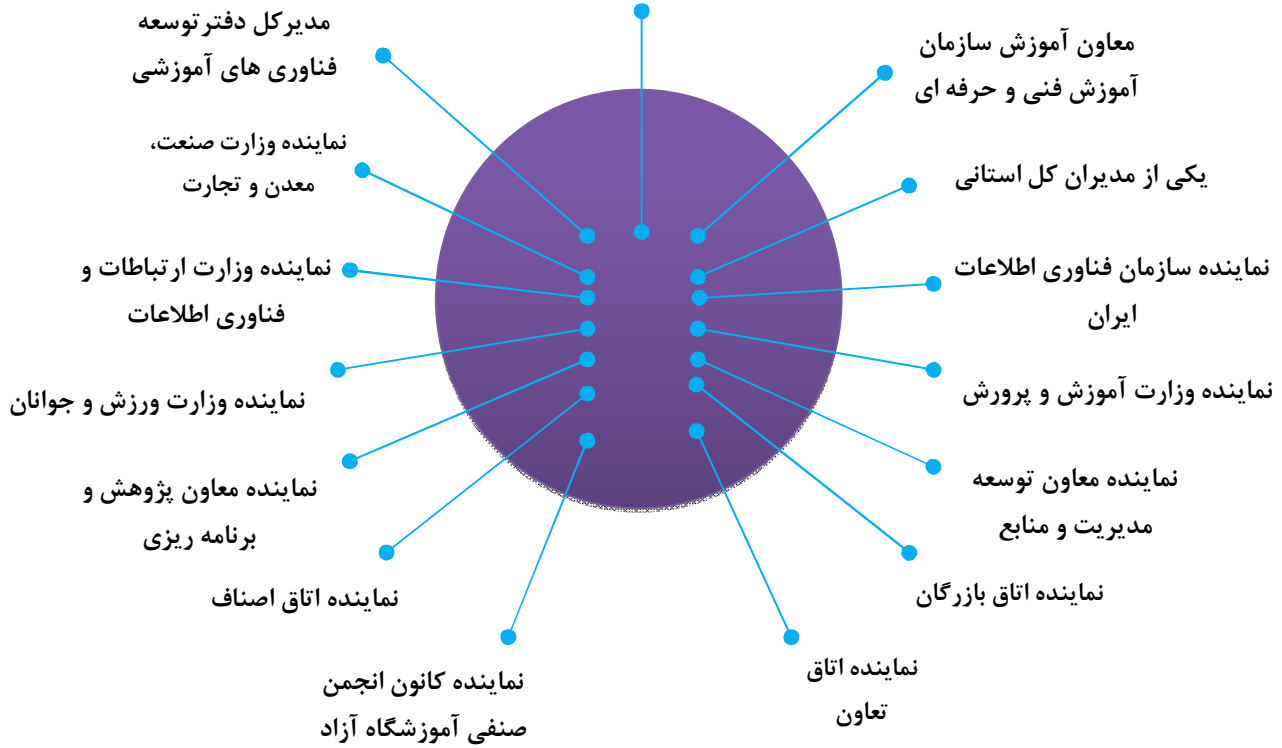 مدیرکل دفتر توسعه
فناوری های آموزشی
معاون آموزش سازمان
آموزش فنی و حرفه ای
نماینده وزارت صنعت،
معدن و تجارت
یکی از مدیران کل استانی
نماینده وزارت ارتباطات و
فناوری اطلاعات
نماینده سازمان فناوری اطلاعات
ایران
نماینده وزارت ورزش و جوانان
نماینده وزارت آموزش و پرورش
نماینده معاون پژوهش و
برنامه ریزی
نماینده معاون توسعه
مدیریت و منابع
نماینده اتاق اصناف
نماینده اتاق بازرگان
نماینده کانون انجمن
صنفی آموزشگاه آزاد
نماینده اتاق
تعاون